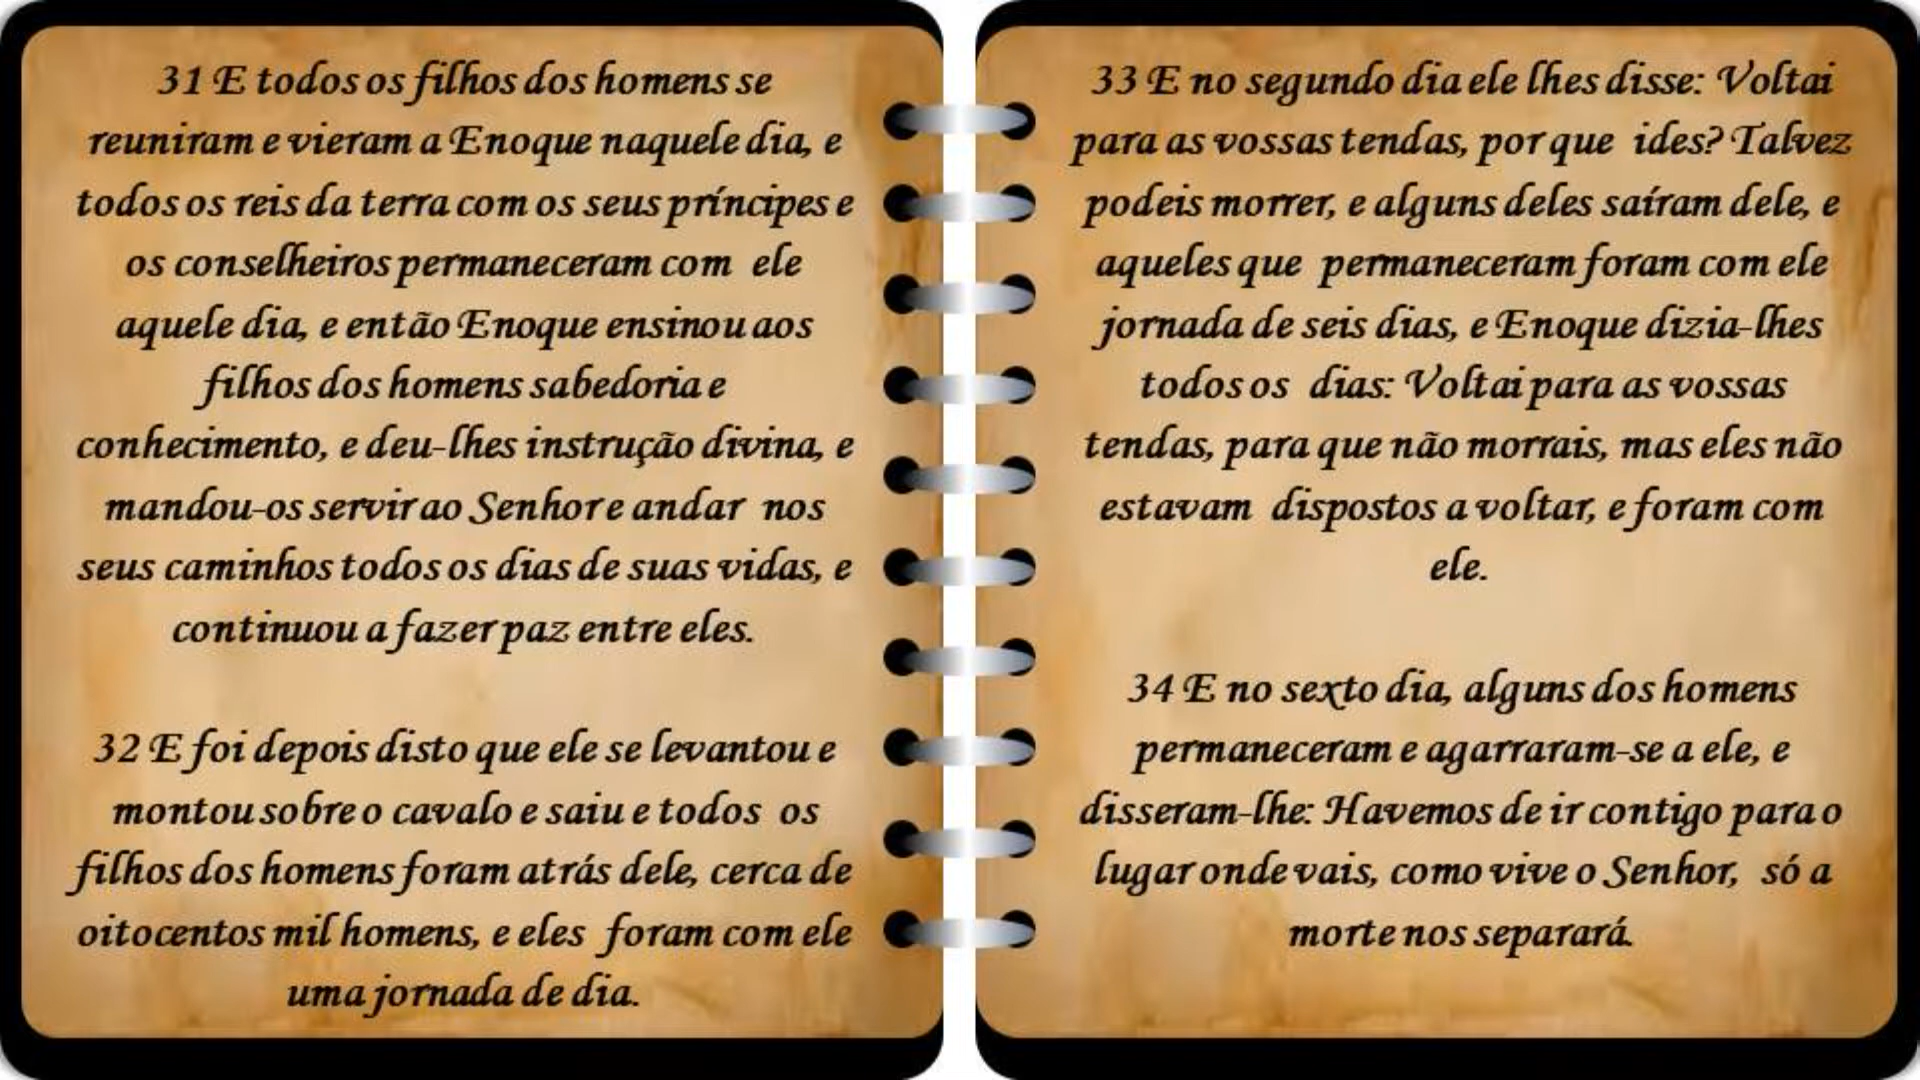 31 E todos os filhos dos homens se
reuniram e vieram a Enoque naquele dia, e
todos os reis da terra com os seus príncipes e
os conselheiros permaneceram com ele
aquele dia, e então Enoque ensinou aos
filhos dos homens sabedoria e
conhecimento, e deu-lhes instrução divina, e
mandou-os servir ao Senhor e andar nos
seus caminhos todos os dias de suas vidas, e
continuou a fazer paz entre eles.
32 E foi depois disto que ele se levantou e
montou sobre o cavalo e saiu e todos os
filhos dos homens foram atrás dele, cerca de
oitocentos mil homens, e eles foram com ele
uma jornada de dia.
33 E no segundo dia ele lhes disse: Voltai
para as vossas tendas, por que ides? Talvez
podeis morrer, e alguns deles saíram dele, e
aqueles que permaneceram foram com ele
jornada de seis dias, e Enoque dizia-lhes
todos os dias: Voltai para as vossas
tendas, para que não morrais, mas eles não
estavam dispostos a voltar, e foram com
ele.
34 E no sexto dia, alguns dos homens
permaneceram e agarraram-se a ele, e
disseram-lhe: Havemos de ir contigo para o
lugar onde vais, como vive o Senhor, só a
morte nos separará.